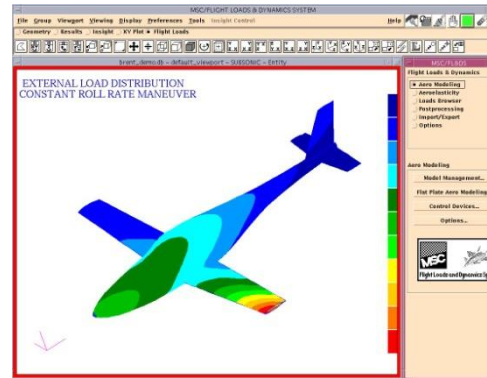 MSC/FLIGHT LOADS & DYNAMICS SYSTEM
File Group Viewport Viewing Display Preferences Tools Insight Control Help
Geometry Results Insight XY Plot Flight Loads
brent_demo.db - default_viewport - SUBSONIC - Entity
EXTERNAL LOAD DISTRIBUTION
CONSTANT ROLL RATE MANEUVER
MSC/FLDS
Flight Loads & Dynamics
Aero Modeling
Aeroelasticity
Loads Browser
Postprocessing
Import/Export
Options
Aero Modeling
Model Management...
Flat Plate Aero Modeling
Control Devices...
Options...
MSC
Flight Loads and Dynamics